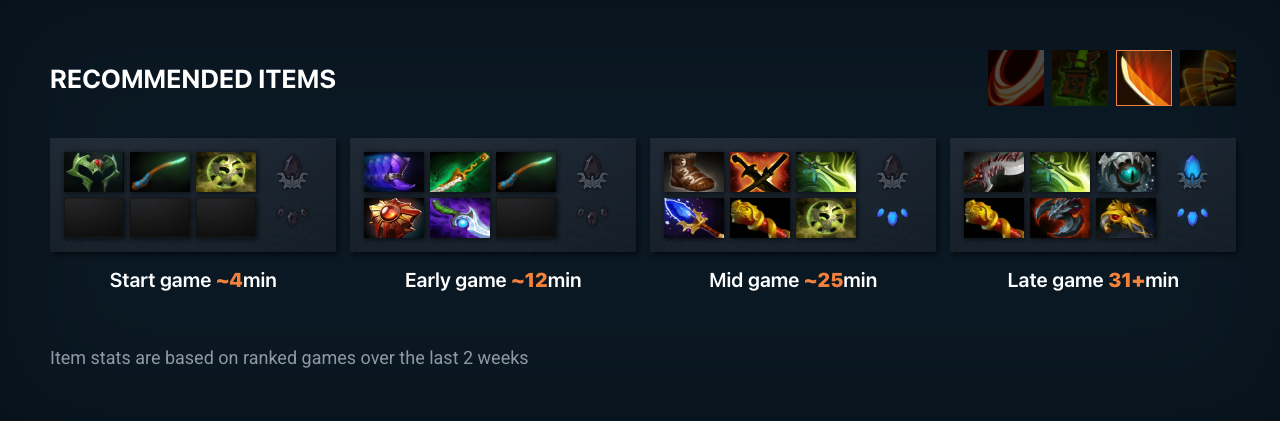 RECOMMENDED ITEMS
Start game ~4min
Early game ~12min
Mid game ~25min
Late game 31+min
Item stats are based on ranked games over the last 2 weeks